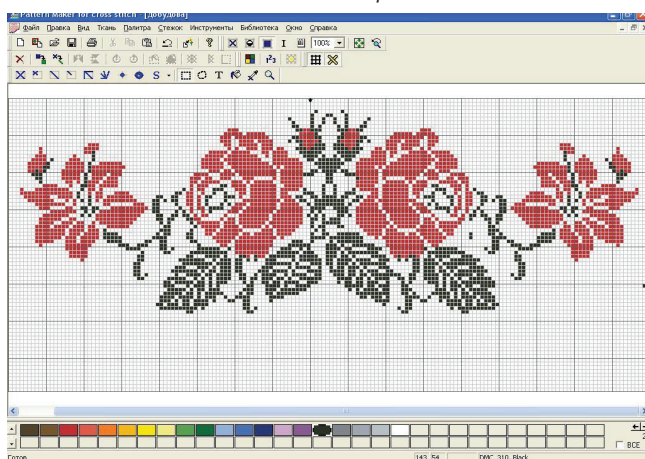 Pattern Maker for cross stitch - [добудова]
Файл Правка Вид Ткань Палитра Стежок Инструменты Библиотека Окно Справка
100%
ВСЕ
Готов
143, 54
DMC 310 Black